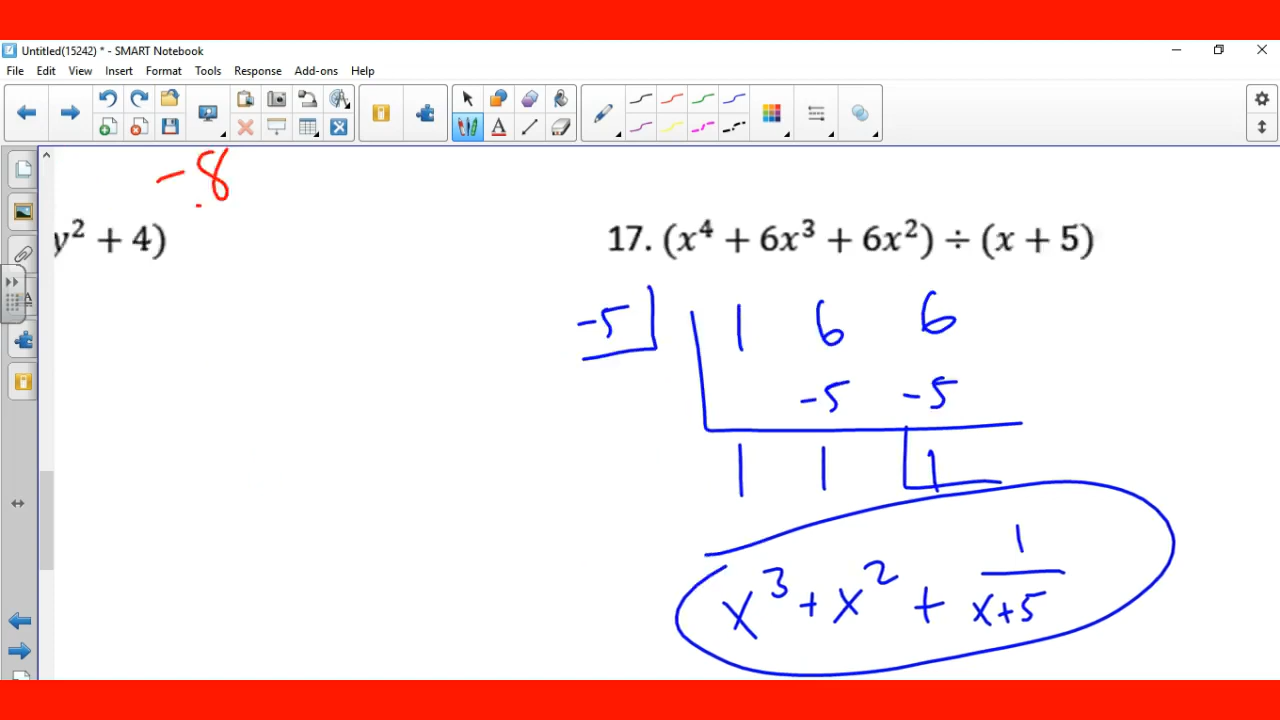 Untitled(15242) * - SMART Notebook
File Edit View Insert Format Tools Response Add-ons Help
-8
y² + 4)
17. (x⁴ + 6x³ + 6x²) ÷ (x + 5)
-5 1 6 6
-5 -5
1 1 1
x³ + x² + 1/(x+5)